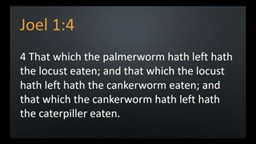 Joel 1:4
4 That which the palmerworm hath left hath
the locust eaten; and that which the locust
hath left hath the cankerworm eaten; and
that which the cankerworm hath left hath
the caterpiller eaten.